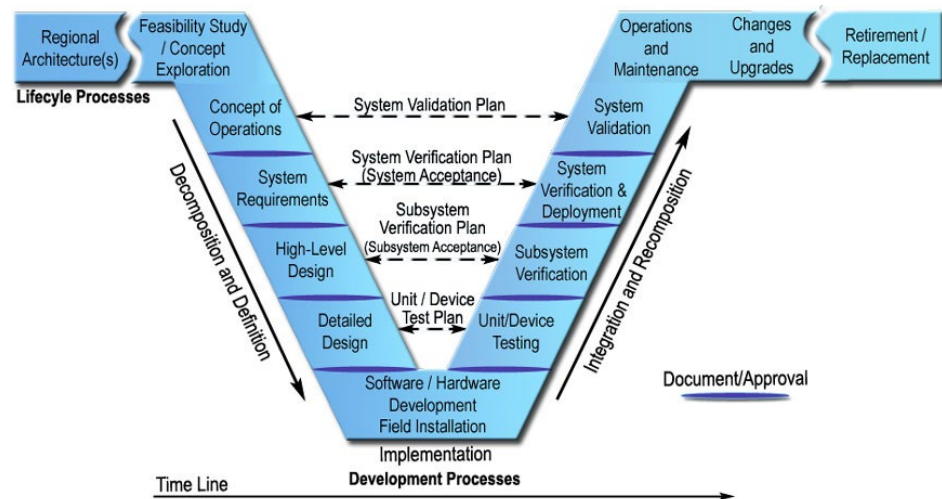 Regional
Architecture(s)
Feasibility Study
/ Concept
Exploration
Operations
and
Maintenance
Changes
and
Upgrades
Retirement /
Replacement
Lifecyle Processes
Concept of
Operations
System Validation Plan
System
Validation
System
Requirements
System Verification Plan
(System Acceptance)
System
Verification &
Deployment
High-Level
Design
Subsystem
Verification Plan
(Subsystem Acceptance)
Subsystem
Verification
Detailed
Design
Unit / Device
Test Plan
Unit/Device
Testing
Decomposition and Definition
Integration and Recomposition
Software / Hardware
Development
Field Installation
Document/Approval
Implementation
Development Processes
Time Line